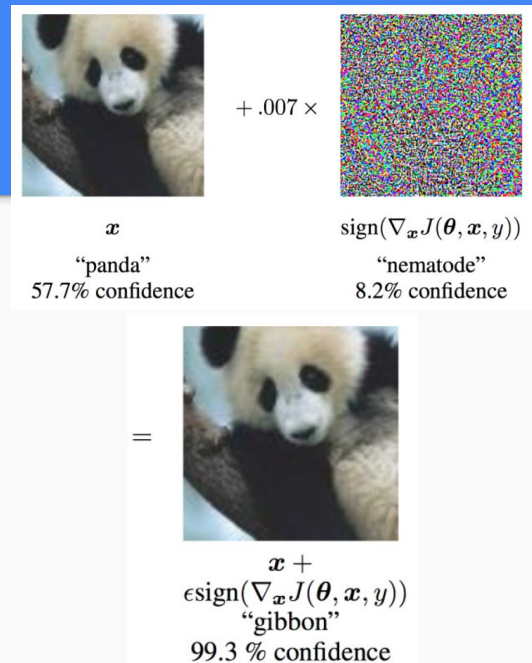 + .007 ×
x
sign(∇ₓJ(θ, x, y))
“panda”
“nematode”
57.7% confidence
8.2% confidence
=
x +
ϵsign(∇ₓJ(θ, x, y))
“gibbon”
99.3 % confidence